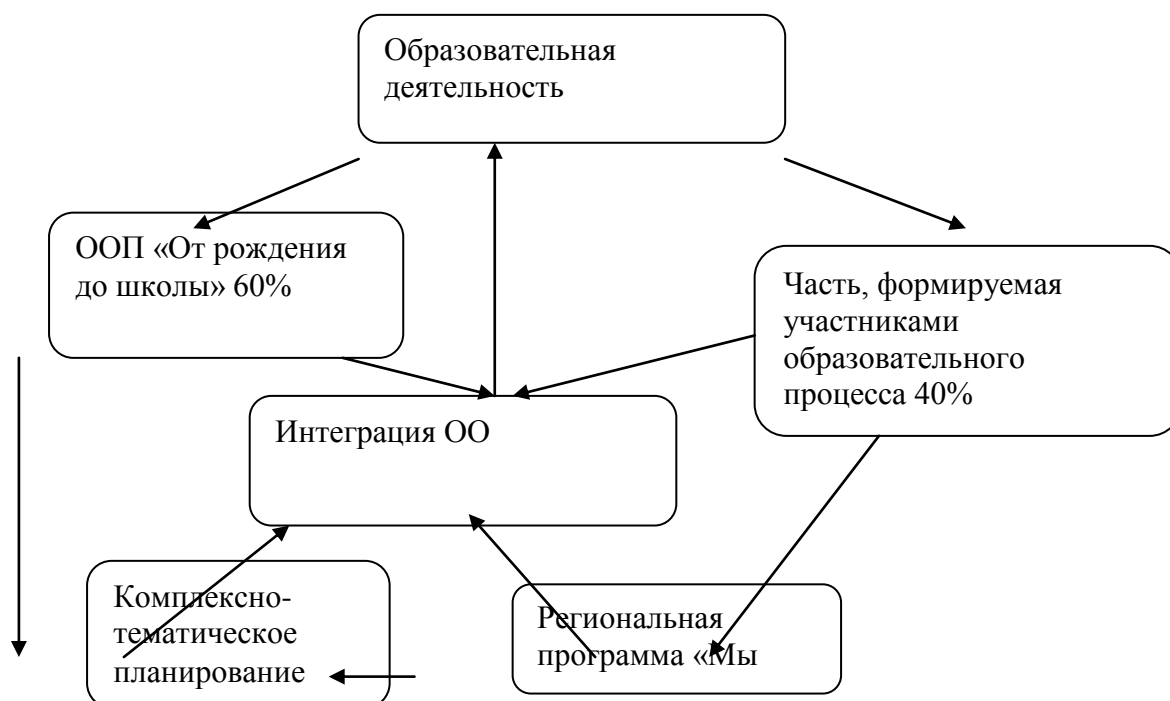 Образовательная
деятельность
ООП «От рождения
до школы» 60%
Часть, формируемая
участниками
образовательного
процесса 40%
Интеграция ОО
Комплексно-
тематическое
планирование
Региональная
программа «Мы